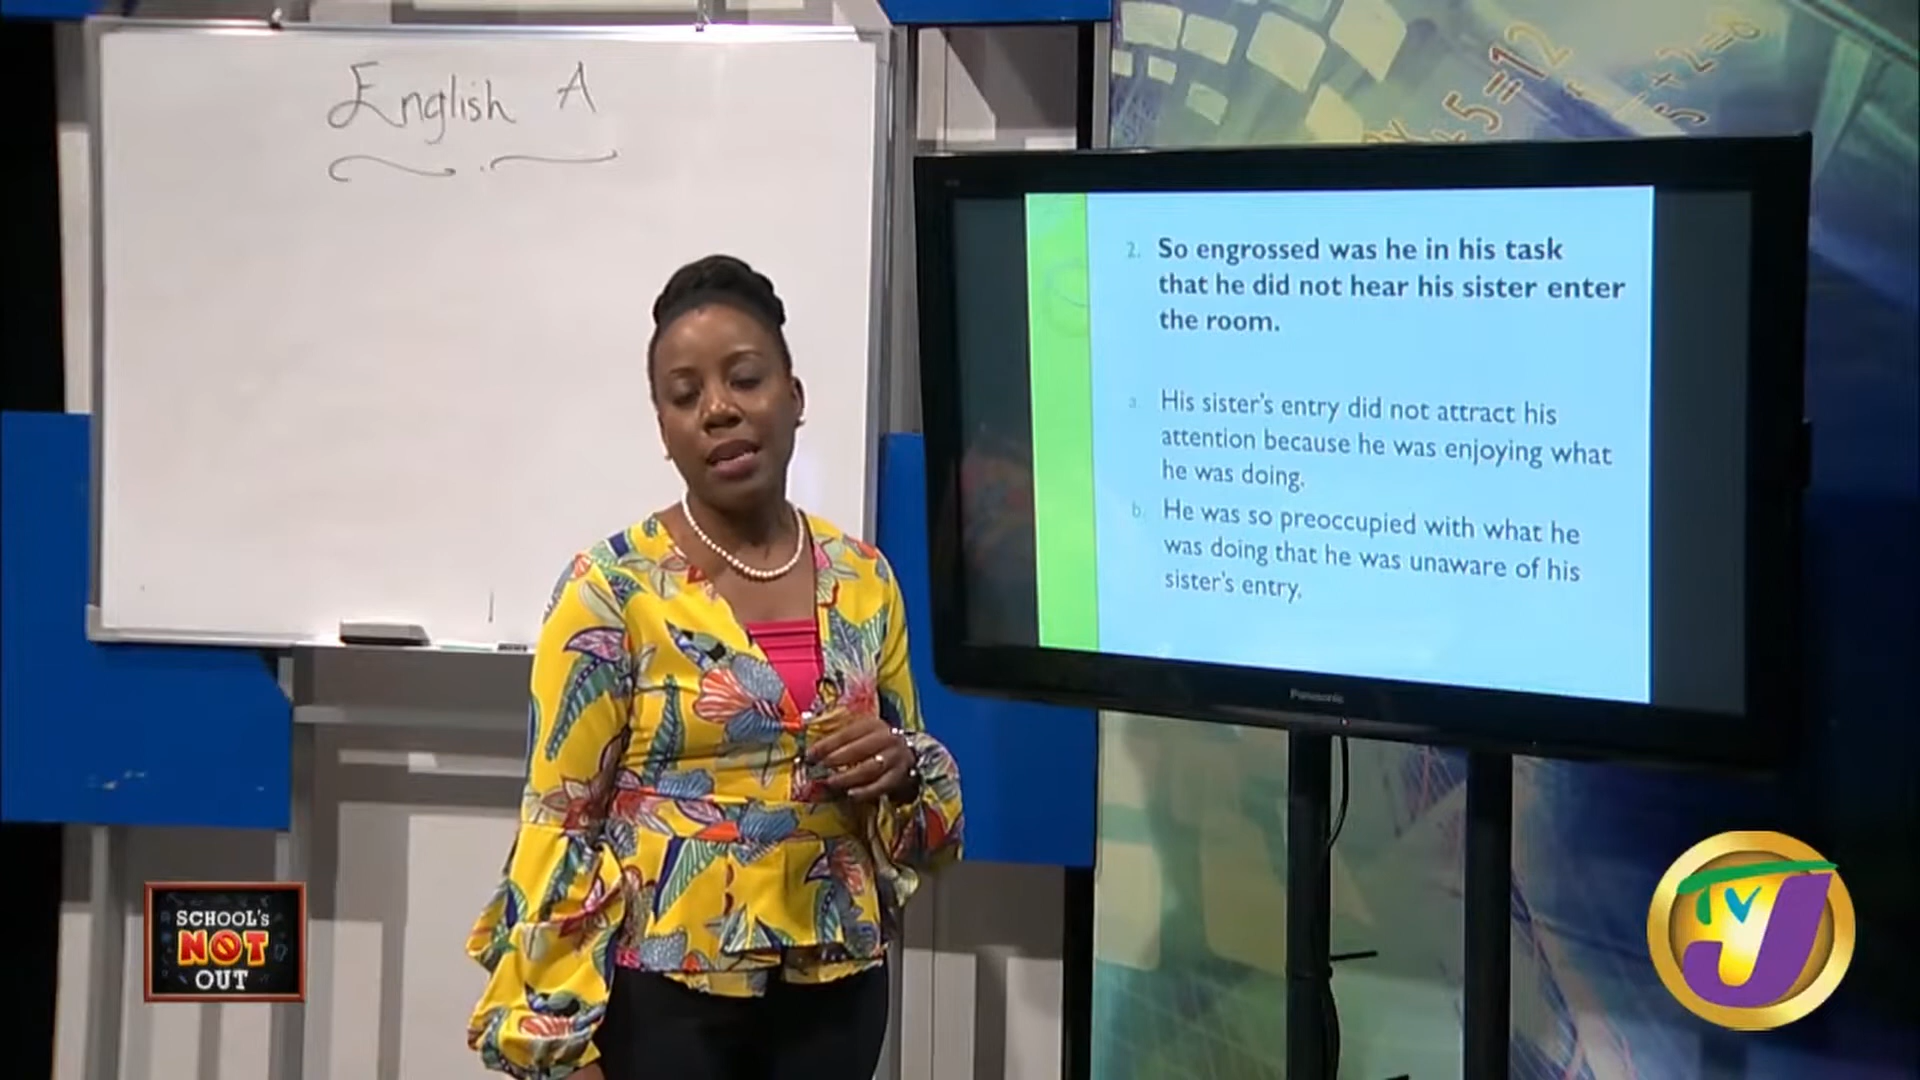 English A
2. So engrossed was he in his task
that he did not hear his sister enter
the room.
a. His sister's entry did not attract his
attention because he was enjoying what
he was doing.
b. He was so preoccupied with what he
was doing that he was unaware of his
sister's entry.
Panasonic
SCHOOL'S
NOT
OUT
TVJ